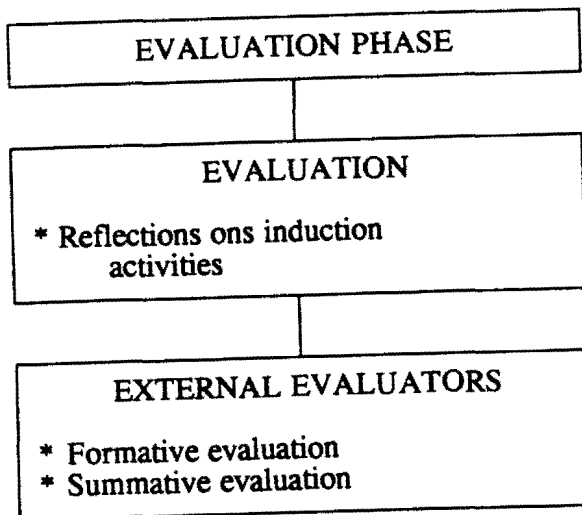 EVALUATION PHASE
EVALUATION
* Reflections ons induction
activities
EXTERNAL EVALUATORS
* Formative evaluation
* Summative evaluation